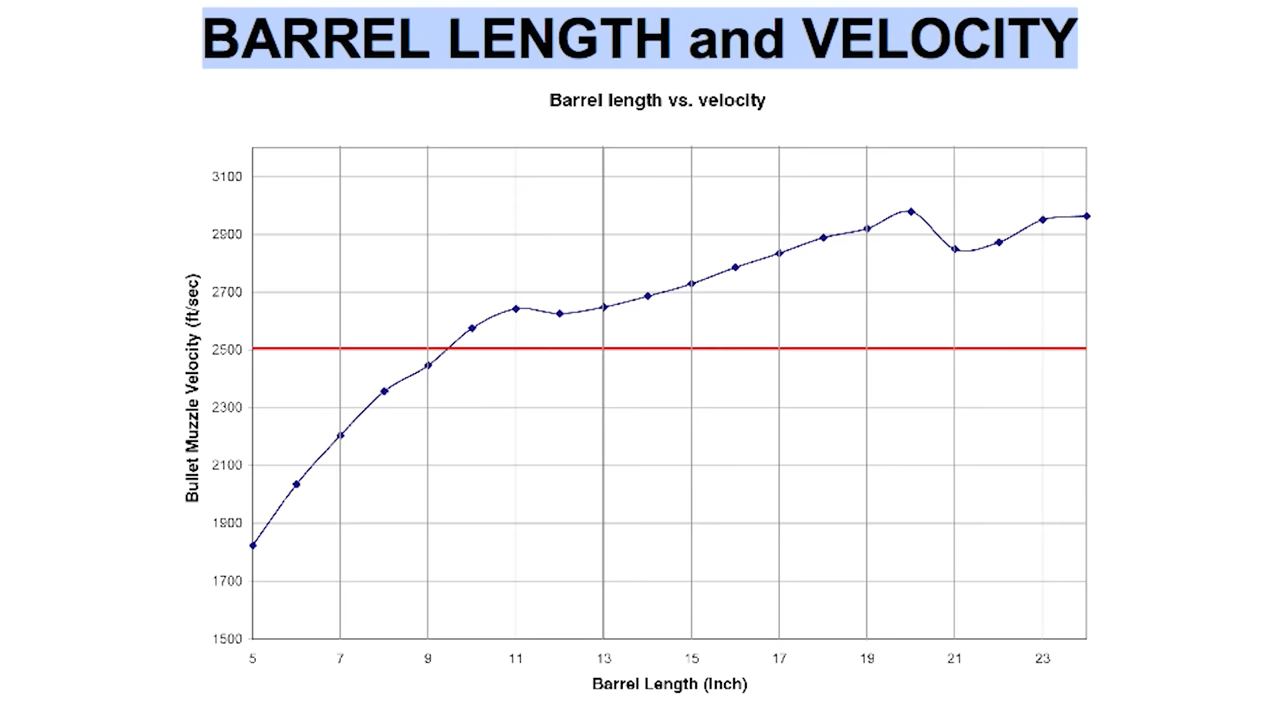 BARREL LENGTH and VELOCITY
Barrel length vs. velocity
3100
2900
2700
2500
2300
2100
1900
1700
1500
Bullet Muzzle Velocity (ft/sec)
5 7 9 11 13 15 17 19 21 23
Barrel Length (Inch)